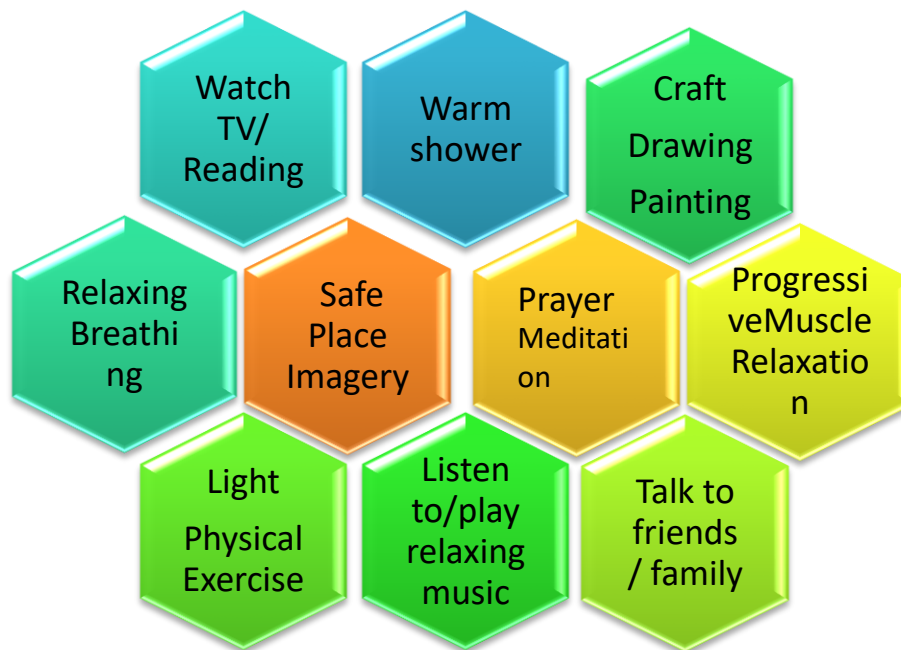 Watch
TV/
Reading
Warm
shower
Craft
Drawing
Painting
Relaxing
Breathi
ng
Safe
Place
Imagery
Prayer
Meditati
on
Progressi
veMuscle
Relaxatio
n
Light
Physical
Exercise
Listen
to/play
relaxing
music
Talk to
friends
/ family